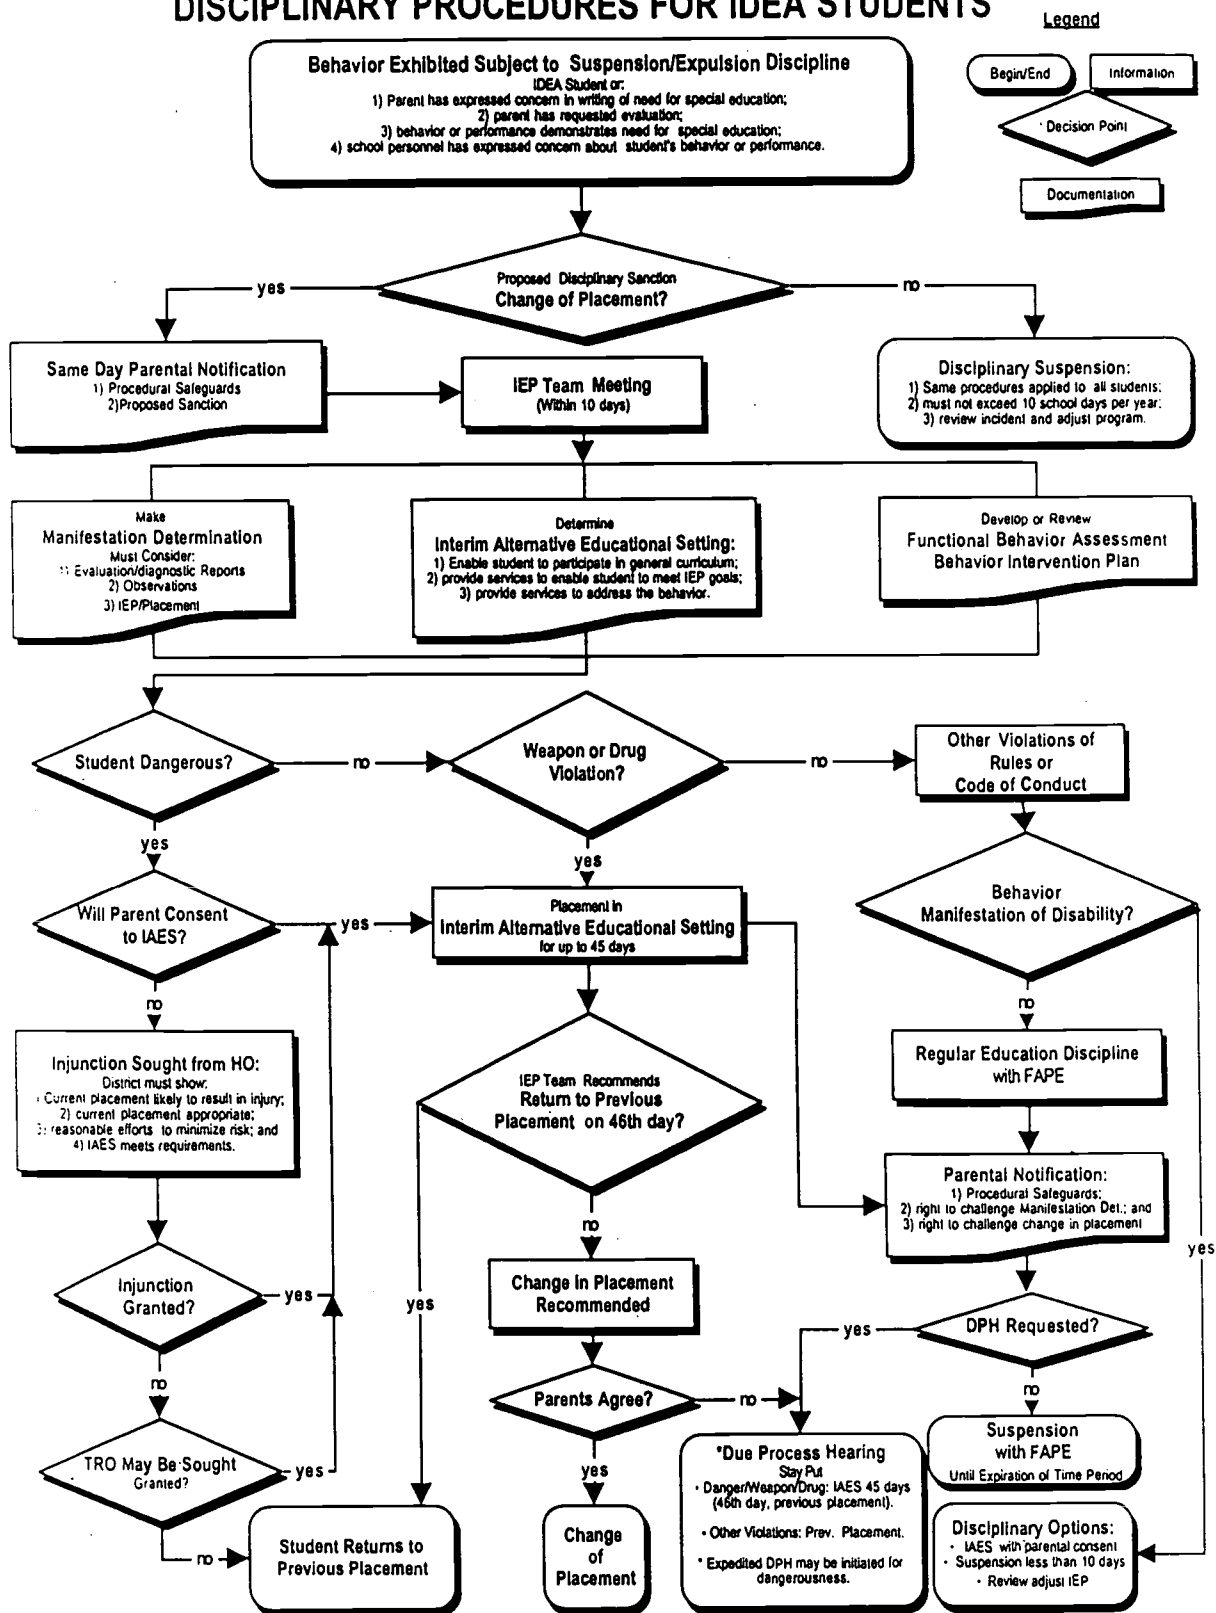 DISCIPLINARY PROCEDURES FOR IDEA STUDENTS
Legend
Begin/End
Information
Decision Point
Documentation
Behavior Exhibited Subject to Suspension/Expulsion Discipline
IDEA Student or:
1) Parent has expressed concern in writing of need for special education;
2) parent has requested evaluation;
3) behavior or performance demonstrates need for special education;
4) school personnel has expressed concern about student's behavior or performance.
Proposed Disciplinary Sanction
Change of Placement?
yes
no
Same Day Parental Notification
1) Procedural Safeguards
2)Proposed Sanction
IEP Team Meeting
(Within 10 days)
Disciplinary Suspension:
1) Same procedures applied to all students;
2) must not exceed 10 school days per year;
3) review incident and adjust program.
Make
Manifestation Determination
Must Consider:
1) Evaluation/diagnostic Reports
2) Observations
3) IEP/Placement
Determine
Interim Alternative Educational Setting:
1) Enable student to participate in general curriculum;
2) provide services to enable student to meet IEP goals;
3) provide services to address the behavior.
Develop or Review
Functional Behavior Assessment
Behavior Intervention Plan
Student Dangerous?
no
Weapon or Drug
Violation?
no
Other Violations of
Rules or
Code of Conduct
yes
yes
Will Parent Consent
to IAES?
yes
Placement in
Interim Alternative Educational Setting
for up to 45 days
Behavior
Manifestation of Disability?
no
no
Injunction Sought from HO:
District must show:
Current placement likely to result in injury;
2) current placement appropriate;
3) reasonable efforts to minimize risk; and
4) IAES meets requirements.
IEP Team Recommends
Return to Previous
Placement on 46th day?
Regular Education Discipline
with FAPE
Parental Notification:
1) Procedural Safeguards;
2) right to challenge Manifestation Det.; and
3) right to challenge change in placement
no
yes
Injunction
Granted?
yes
yes
Change In Placement
Recommended
yes
DPH Requested?
no
Parents Agree?
no
no
TRO May Be Sought
Granted?
yes
yes
*Due Process Hearing
Stay Put
• Danger/Weapon/Drug: IAES 45 days
(46th day, previous placement).
• Other Violations: Prev. Placement.
* Expedited DPH may be initiated for
dangerousness.
Suspension
with FAPE
Until Expiration of Time Period
no
Student Returns to
Previous Placement
Change
of
Placement
Disciplinary Options:
• IAES with parental consent
• Suspension less than 10 days
• Review adjust IEP